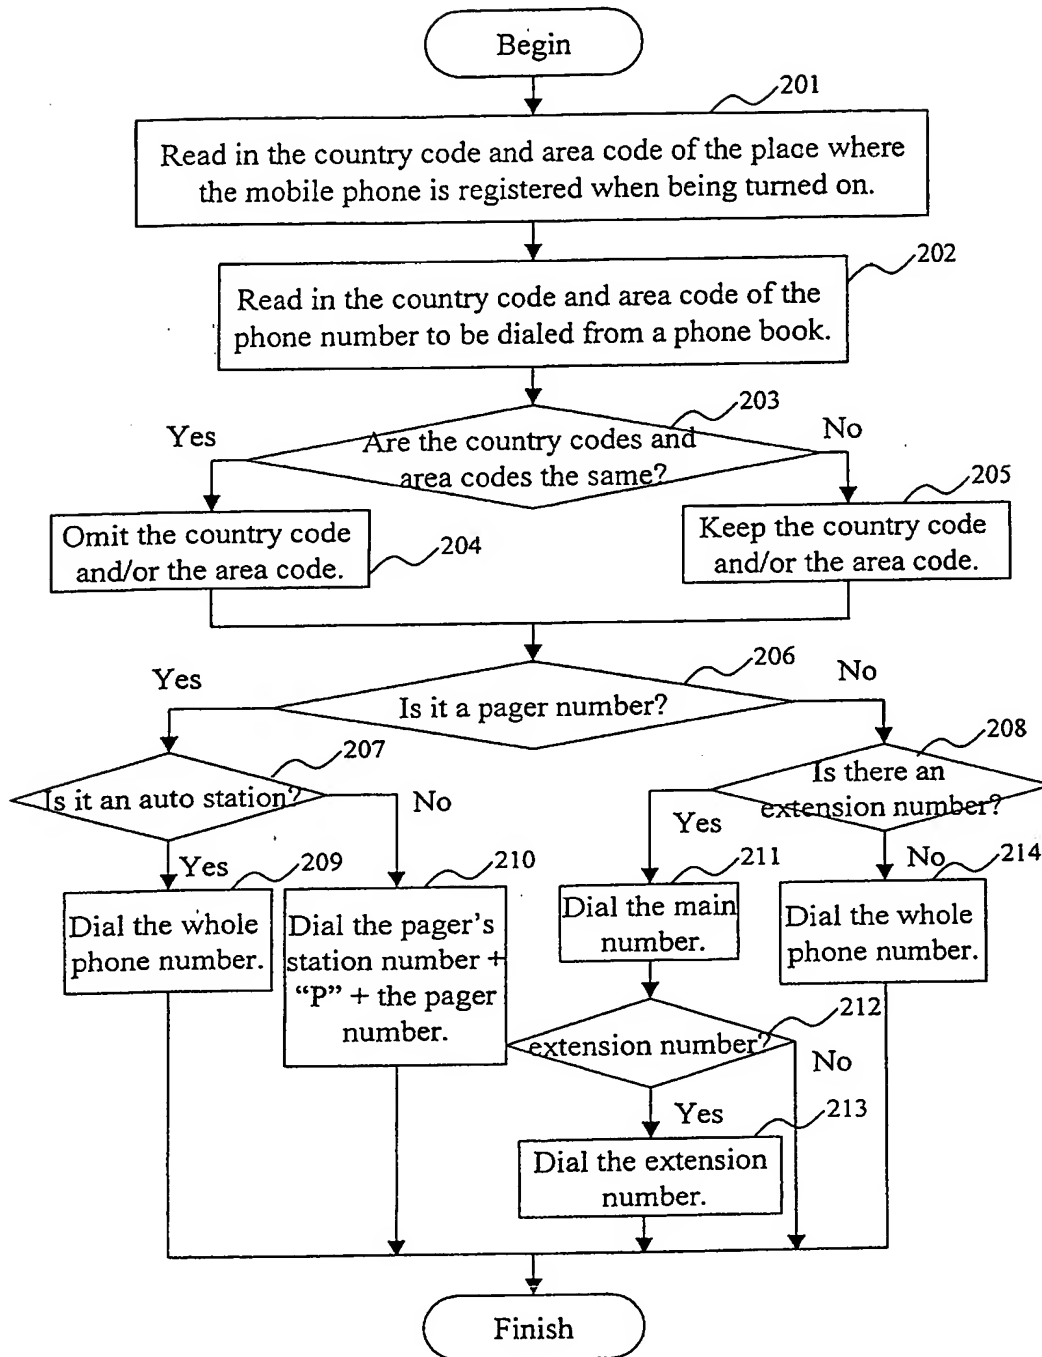 Begin
201
Read in the country code and area code of the place where
the mobile phone is registered when being turned on.
202
Read in the country code and area code of the
phone number to be dialed from a phone book.
203
Yes
No
Are the country codes and
area codes the same?
205
Omit the country code
and/or the area code.
204
Keep the country code
and/or the area code.
206
Yes
No
Is it a pager number?
207
208
Is it an auto station?
No
Is there an
extension number?
Yes
Yes
209
210
211
No
214
Dial the whole
phone number.
Dial the pager's
station number +
“P” + the pager
number.
Dial the main
number.
Dial the whole
phone number.
212
extension number?
No
Yes
213
Dial the extension
number.
Finish